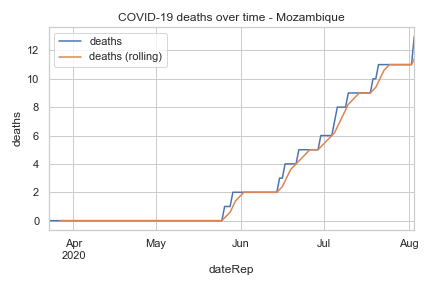 COVID-19 deaths over time - Mozambique
deaths
deaths (rolling)
12
10
8
6
4
2
0
deaths
Apr
2020
May
Jun
Jul
Aug
dateRep